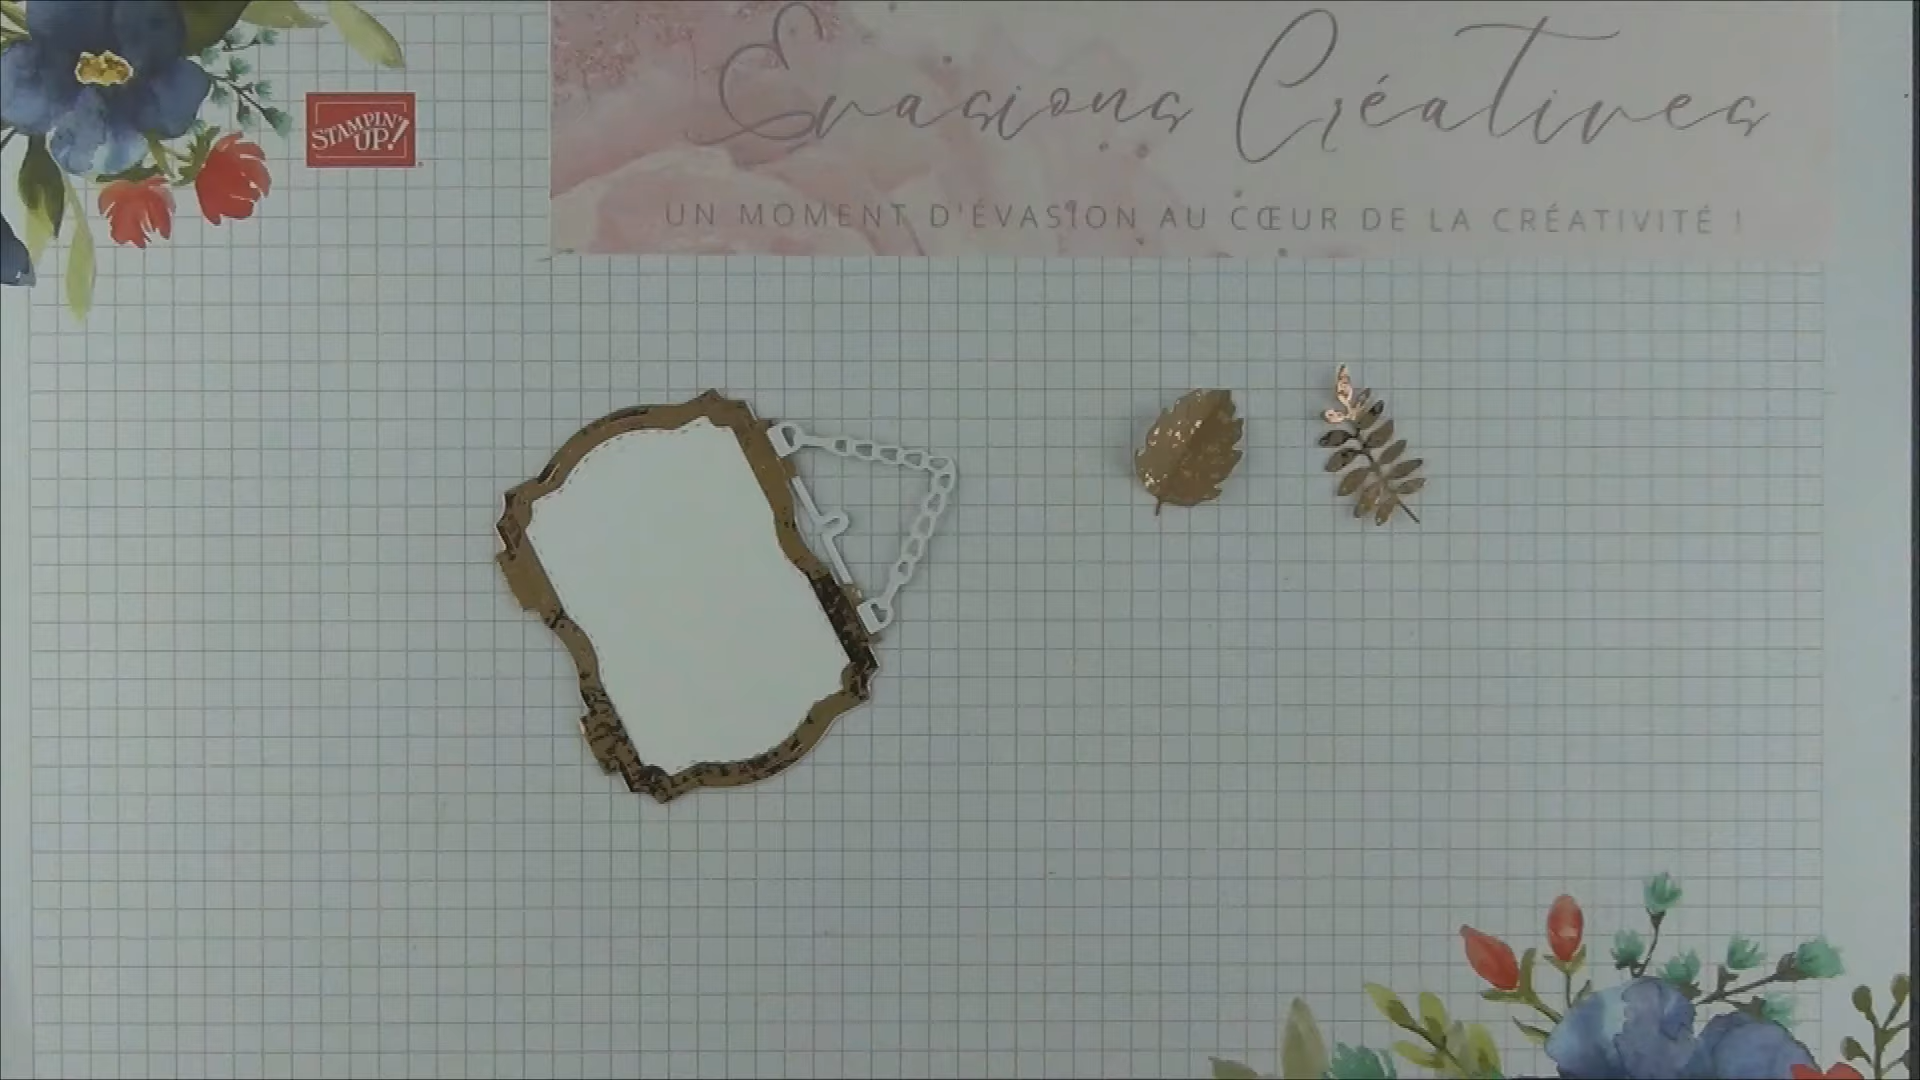 STAMPIN'
UP!
Evasions Créatives
UN MOMENT D'ÉVASION AU CŒUR DE LA CRÉATIVITÉ !